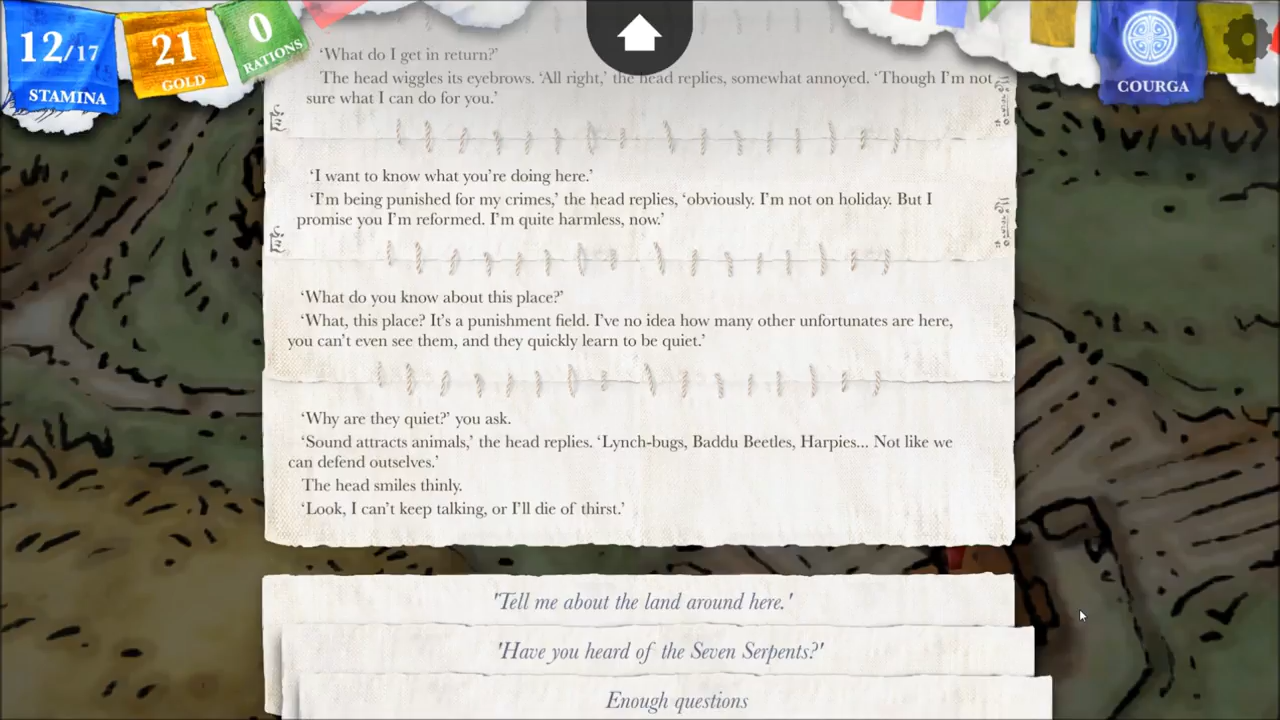 12/17
STAMINA
21
GOLD
0
RATIONS
COURGA
‘What do I get in return?’
The head wiggles its eyebrows. ‘All right,’ the head replies, somewhat annoyed. ‘Though I’m not
sure what I can do for you.’
‘I want to know what you’re doing here.’
‘I’m being punished for my crimes,’ the head replies, ‘obviously. I’m not on holiday. But I
promise you I’m reformed. I’m quite harmless, now.’
‘What do you know about this place?’
‘What, this place? It’s a punishment field. I’ve no idea how many other unfortunates are here,
you can’t even see them, and they quickly learn to be quiet.’
‘Why are they quiet?’ you ask.
‘Sound attracts animals,’ the head replies. ‘Lynch-bugs, Baddu Beetles, Harpies... Not like we
can defend outselves.’
The head smiles thinly.
‘Look, I can’t keep talking, or I’ll die of thirst.’
'Tell me about the land around here.'
'Have you heard of the Seven Serpents?'
Enough questions